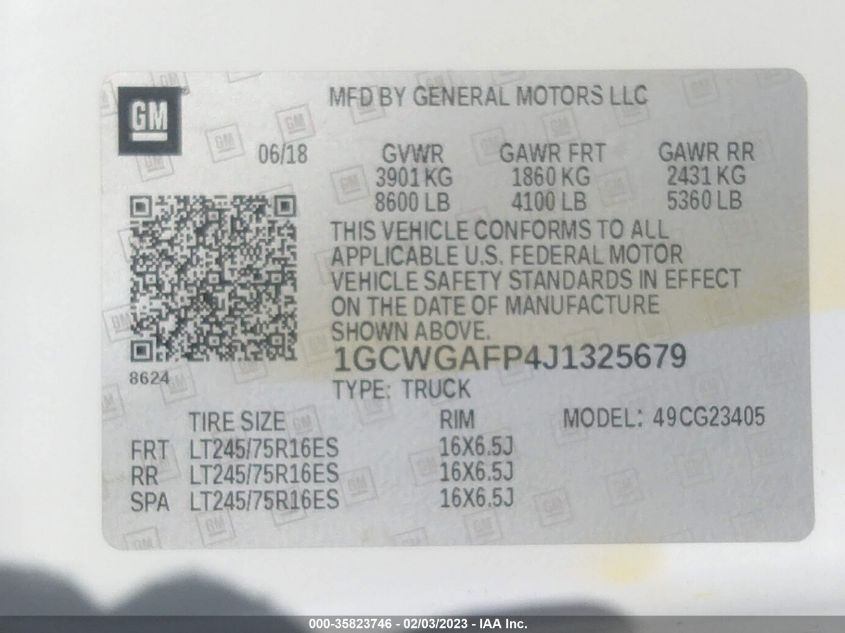 MFD BY GENERAL MOTORS LLC
GM
06/18 GVWR GAWR FRT GAWR RR
3901 KG 1860 KG 2431 KG
8600 LB 4100 LB 5360 LB
THIS VEHICLE CONFORMS TO ALL
APPLICABLE U.S. FEDERAL MOTOR
VEHICLE SAFETY STANDARDS IN EFFECT
ON THE DATE OF MANUFACTURE
SHOWN ABOVE.
1GCWGAFP4J1325679
8624
TYPE: TRUCK
TIRE SIZE RIM MODEL: 49CG23405
FRT LT245/75R16ES 16X6.5J
RR LT245/75R16ES 16X6.5J
SPA LT245/75R16ES 16X6.5J
000-35823746 - 02/03/2023 - IAA Inc.